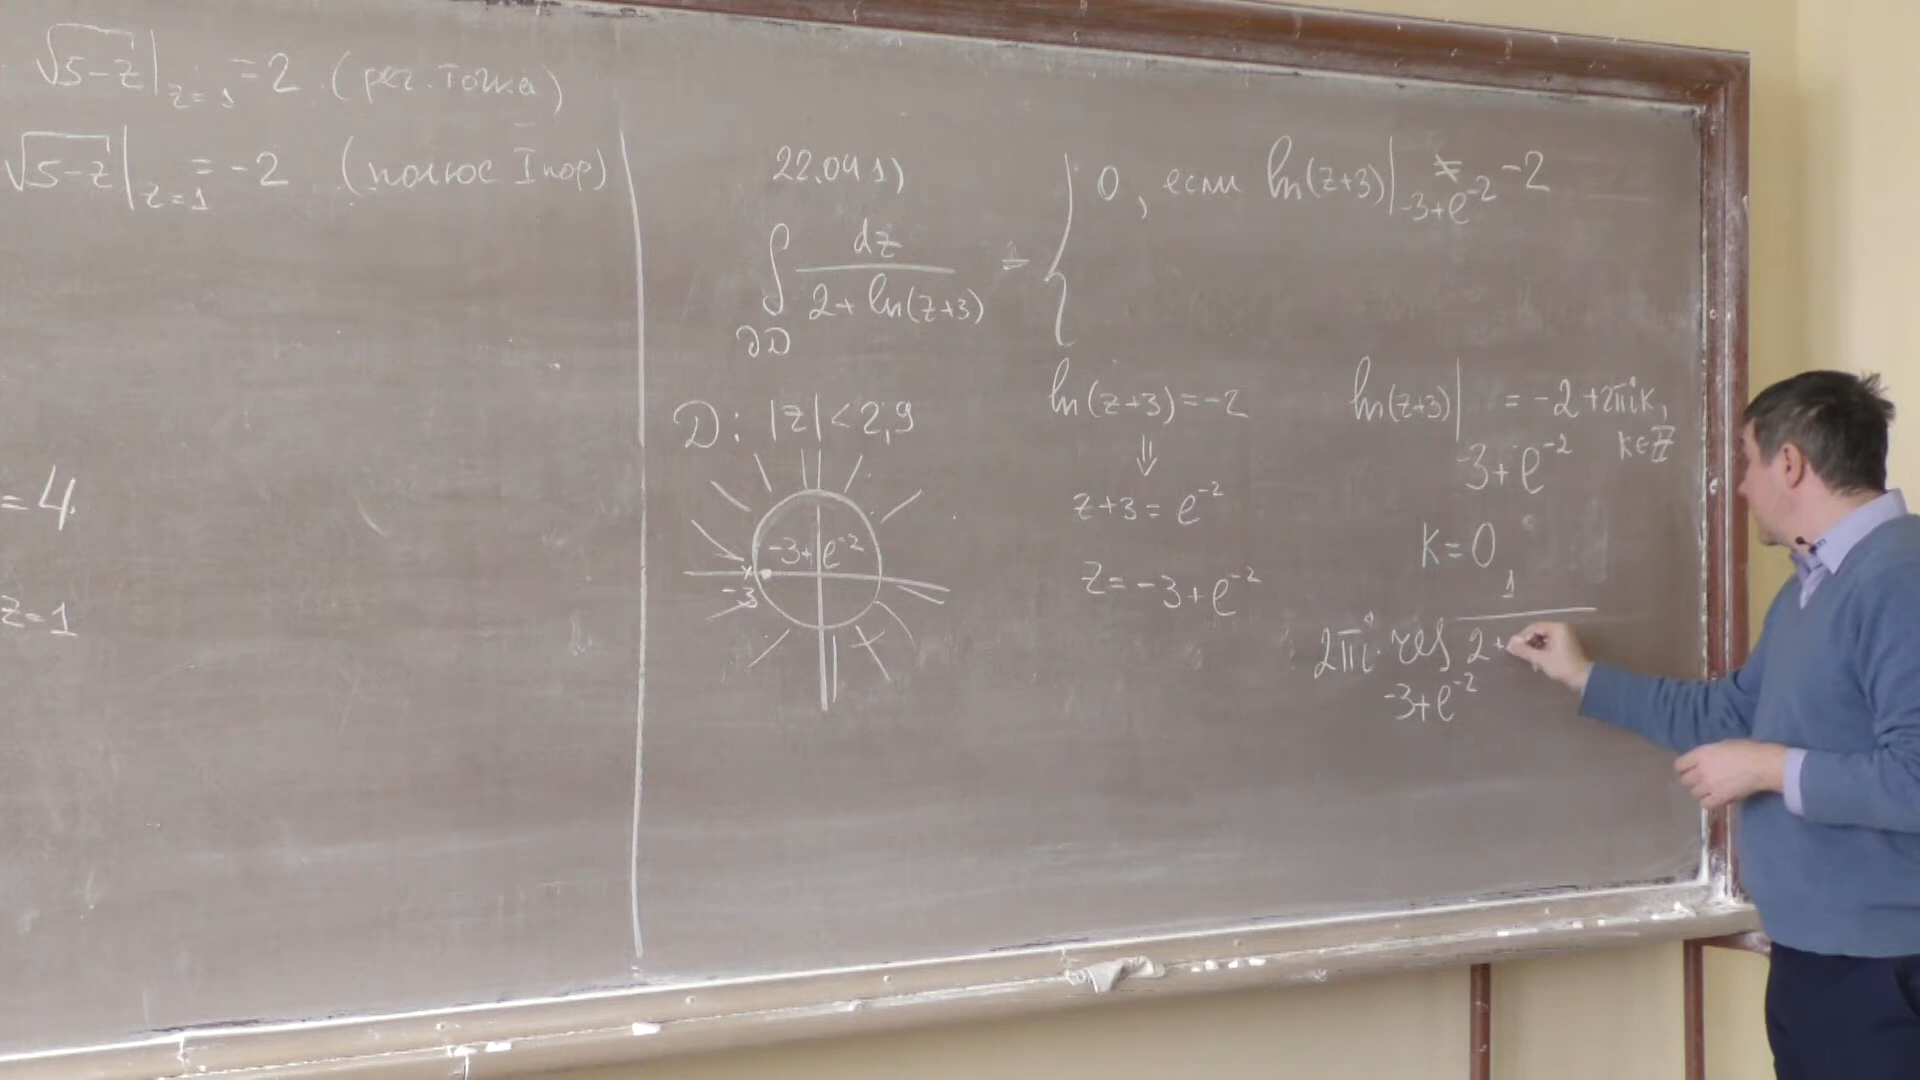 √5-z|z=1 = 2 (рег. точка)
√5-z|z=1 = -2 (полюс I пор)
= 4
z=1
22.04 1)
∫∂D dz / 2+ ln(z+3) = { 0, если ln(z+3)|-3+e^-2 ≠ -2
D: |z| < 2,9
-3+e^-2
-3
ln(z+3) = -2
⇓
z+3 = e^-2
z = -3+e^-2
ln(z+3)|-3+e^-2 = -2+2πik,
k∈Z
k=0
2πi · res-3+e^-2 1 / 2+